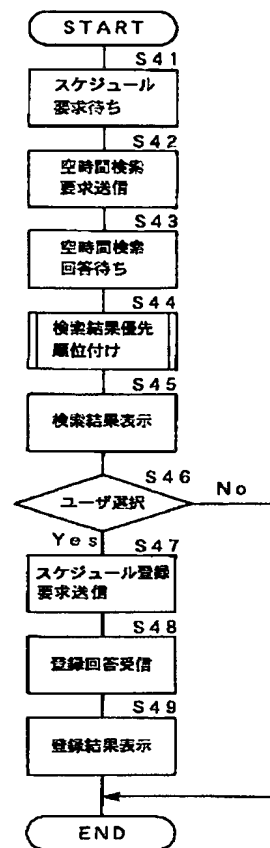 START
S41
スケジュール
要求待ち
S42
空時間検索
要求送信
S43
空時間検索
回答待ち
S44
検索結果優先
順位付け
S45
検索結果表示
S46
ユーザ選択
No
Yes
S47
スケジュール登録
要求送信
S48
登録回答受信
S49
登録結果表示
END